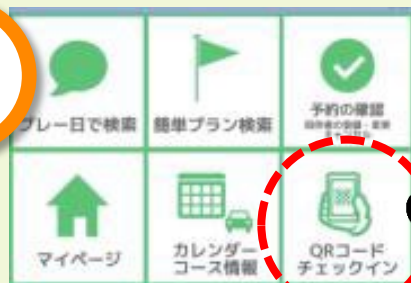 プレー日で検索
簡単プラン検索
予約の確認
マイページ
カレンダー
コース情報
QRコード
チェックイン